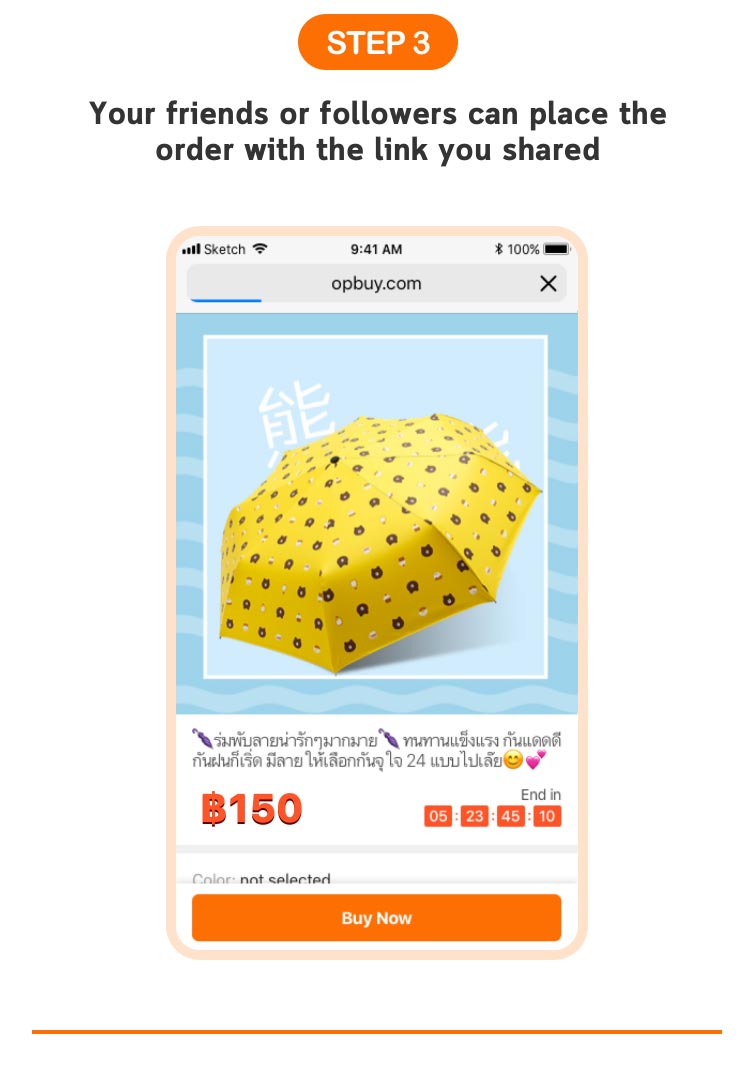 STEP 3
Your friends or followers can place the
order with the link you shared
Sketch 9:41 AM 100%
opbuy.com
熊
🌂ร่มพับลายน่ารักๆมากมาย🌂 ทนทานแข็งแรง กันแดดดี
กันฝนก็เริ่ด มีลายให้เลือกกันจุใจ 24 แบบไปเล๊ย😊💕
฿150
End in
05 : 23 : 45 : 10
Color: not selected
Buy Now